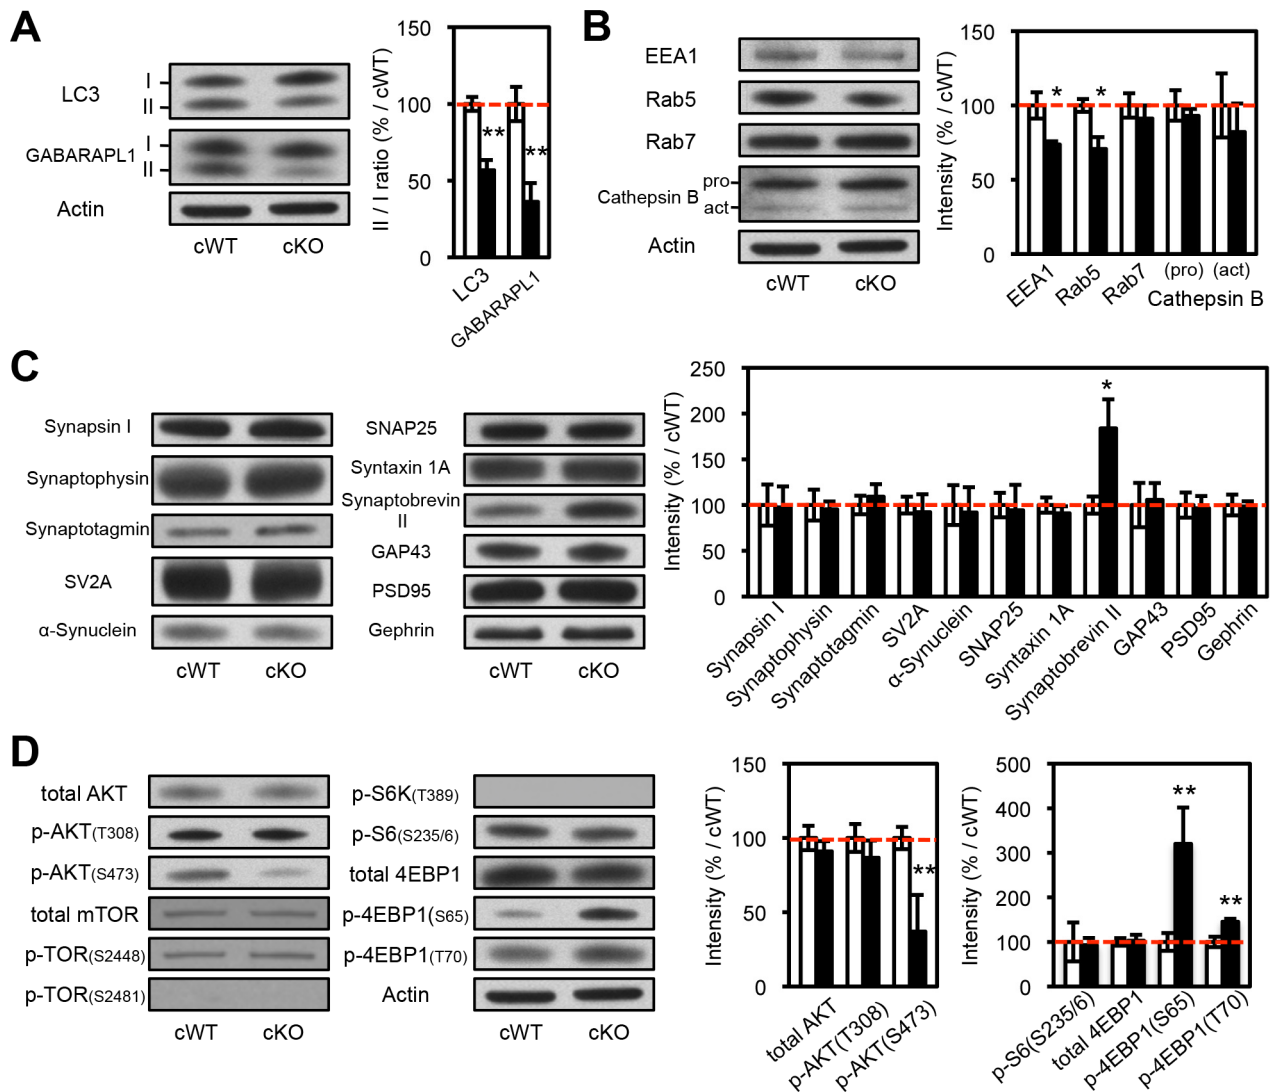 A
LC3
I
II
GABARAPL1
I
II
Actin
cWT cKO
II / I ratio (% / cWT)
150
100
50
0
**
**
LC3
GABARAPL1
B
EEA1
Rab5
Rab7
Cathepsin B
pro
act
Actin
cWT cKO
Intensity (% / cWT)
150
100
50
0
* *
EEA1
Rab5
Rab7
(pro) (act)
Cathepsin B
C
Synapsin I
Synaptophysin
Synaptotagmin
SV2A
α-Synuclein
cWT cKO
SNAP25
Syntaxin 1A
Synaptobrevin
II
GAP43
PSD95
Gephrin
cWT cKO
Intensity (% / cWT)
250
200
150
100
50
0
*
Synapsin I
Synaptophysin
Synaptotagmin
SV2A
α-Synuclein
SNAP25
Syntaxin 1A
Synaptobrevin II
GAP43
PSD95
Gephrin
D
total AKT
p-AKT(T308)
p-AKT(S473)
total mTOR
p-TOR(S2448)
p-TOR(S2481)
cWT cKO
p-S6K(T389)
p-S6(S235/6)
total 4EBP1
p-4EBP1(S65)
p-4EBP1(T70)
Actin
cWT cKO
Intensity (% / cWT)
150
100
50
0
**
total AKT
p-AKT(T308)
p-AKT(S473)
Intensity (% / cWT)
500
400
300
200
100
0
**
**
p-S6(S235/6)
total 4EBP1
p-4EBP1(S65)
p-4EBP1(T70)